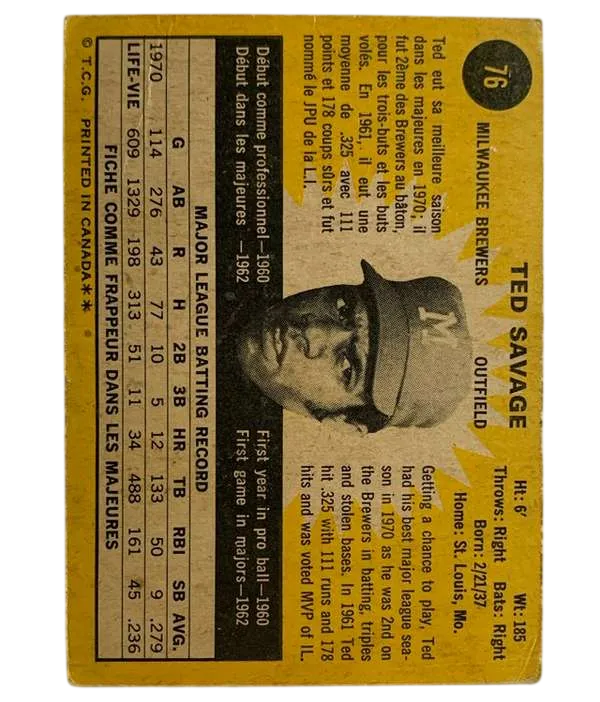 76
TED SAVAGE
MILWAUKEE BREWERS OUTFIELD
Ht: 6' Wt: 185
Throws: Right Bats: Right
Born: 2/21/37
Home: St. Louis, Mo.
Ted eut sa meilleure saison
dans les majeures en 1970; il
fut 2ème des Brewers au bâton,
pour les trois-buts et les buts
volés. En 1961, il eut une
moyenne de .325 avec 111
points et 178 coups sûrs et fut
nommé le JPU de la L.I.
M
Getting a chance to play, Ted
had his best major league sea-
son in 1970 as he was 2nd on
the Brewers in batting, triples
and stolen bases. In 1961 Ted
hit .325 with 111 runs and 178
hits and was voted MVP of IL.
Début comme professionnel—1960
Début dans les majeures —1962
First year in pro ball—1960
First game in majors—1962
MAJOR LEAGUE BATTING RECORD
G AB R H 2B 3B HR TB RBI SB AVG.
1970 114 276 43 77 10 5 12 133 50 9 .279
LIFE-VIE 609 1329 198 313 51 11 34 488 161 45 .236
FICHE COMME FRAPPEUR DANS LES MAJEURES
© T.C.G. PRINTED IN CANADA**